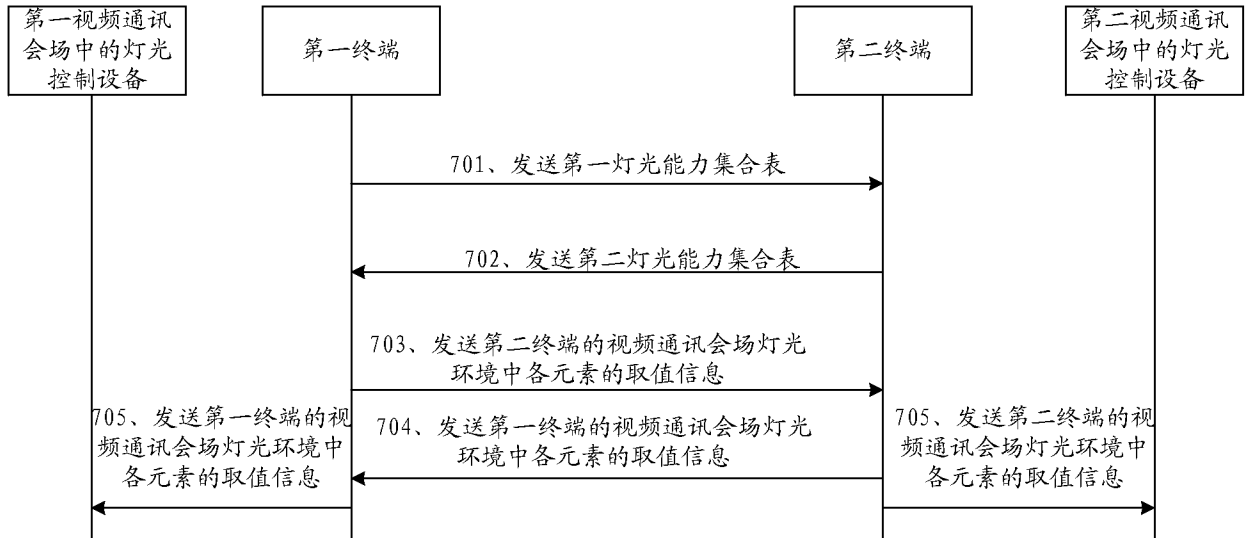 第一视频通讯
会场中的灯光
控制设备
第一终端
第二终端
第二视频通讯
会场中的灯光
控制设备
701、发送第一灯光能力集合表
702、发送第二灯光能力集合表
703、发送第二终端的视频通讯会场灯光
环境中各元素的取值信息
704、发送第一终端的视频通讯会场灯光
环境中各元素的取值信息
705、发送第一终端的视
频通讯会场灯光环境中
各元素的取值信息
705、发送第二终端的视
频通讯会场灯光环境中
各元素的取值信息